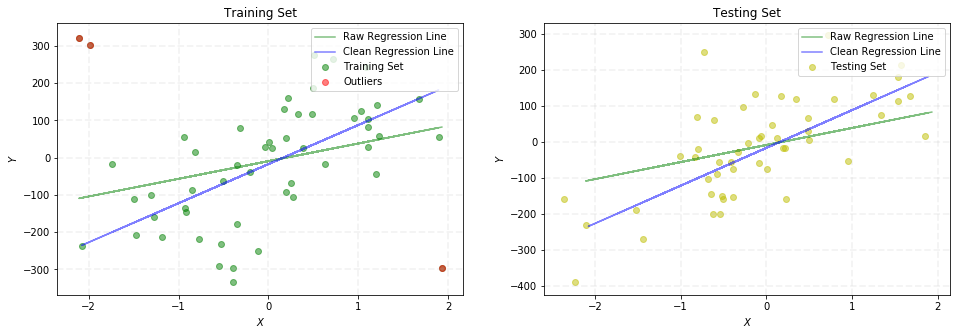 Training Set
Raw Regression Line
Clean Regression Line
Training Set
Outliers
300
200
100
0
−100
−200
−300
Y
−2
−1
0
1
2
X
Testing Set
Raw Regression Line
Clean Regression Line
Testing Set
300
200
100
0
−100
−200
−300
−400
Y
−2
−1
0
1
2
X